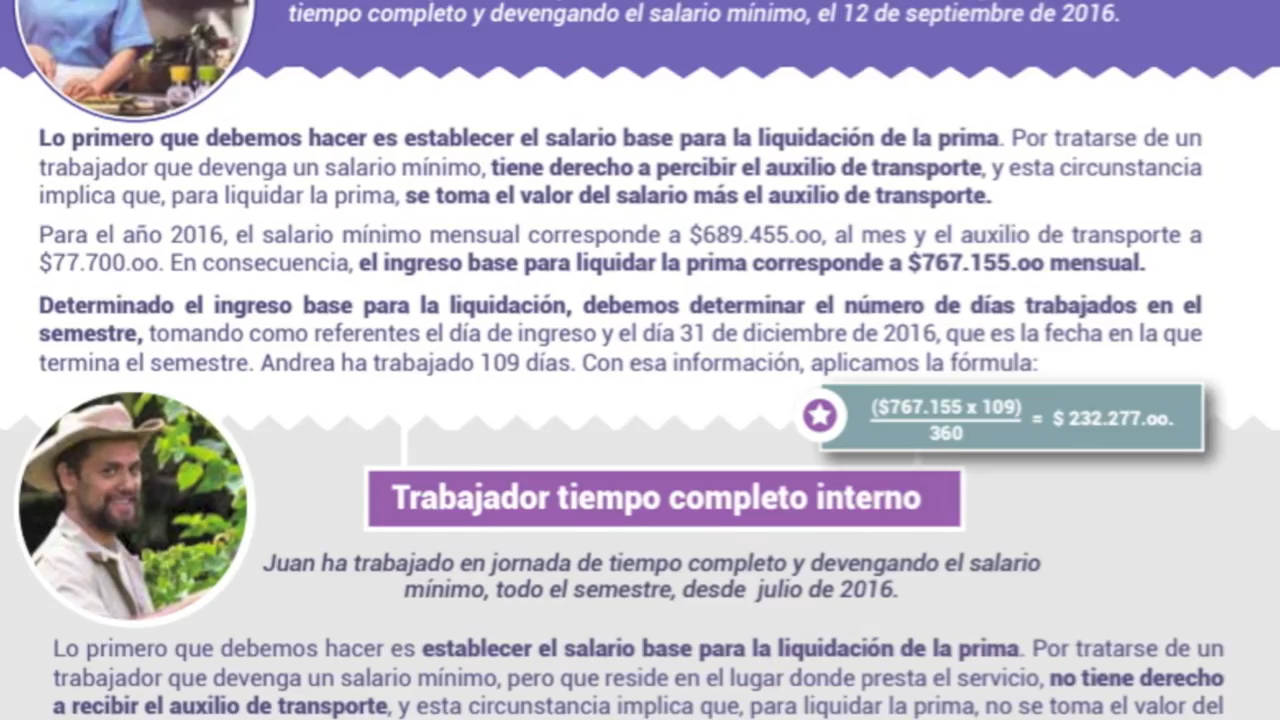 tiempo completo y devengando el salario mínimo, el 12 de septiembre de 2016.
Lo primero que debemos hacer es establecer el salario base para la liquidación de la prima. Por tratarse de un
trabajador que devenga un salario mínimo, tiene derecho a percibir el auxilio de transporte, y esta circunstancia
implica que, para liquidar la prima, se toma el valor del salario más el auxilio de transporte.
Para el año 2016, el salario mínimo mensual corresponde a $689.455.oo, al mes y el auxilio de transporte a
$77.700.oo. En consecuencia, el ingreso base para liquidar la prima corresponde a $767.155.oo mensual.
Determinado el ingreso base para la liquidación, debemos determinar el número de días trabajados en el
semestre, tomando como referentes el día de ingreso y el día 31 de diciembre de 2016, que es la fecha en la que
termina el semestre. Andrea ha trabajado 109 días. Con esa información, aplicamos la fórmula:
($767.155 x 109)
= $ 232.277.oo.
360
Trabajador tiempo completo interno
Juan ha trabajado en jornada de tiempo completo y devengando el salario
mínimo, todo el semestre, desde julio de 2016.
Lo primero que debemos hacer es establecer el salario base para la liquidación de la prima. Por tratarse de un
trabajador que devenga un salario mínimo, pero que reside en el lugar donde presta el servicio, no tiene derecho
a recibir el auxilio de transporte, y esta circunstancia implica que, para liquidar la prima, no se toma el valor del